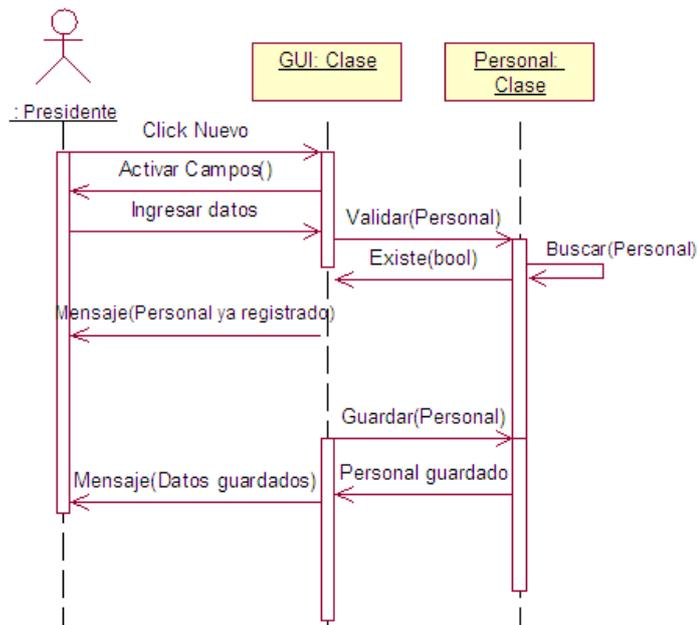 GUI: Clase
Personal:
Clase
: Presidente
Click Nuevo
Activar Campos()
Ingresar datos
Validar(Personal)
Buscar(Personal)
Existe(bool)
Mensaje(Personal ya registrado)
Guardar(Personal)
Personal guardado
Mensaje(Datos guardados)